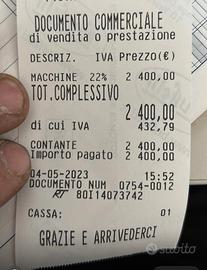 DOCUMENTO COMMERCIALE
di vendita o prestazione
DESCRIZ. IVA Prezzo(€)
MACCHINE 22% 2 400,00
TOT.COMPLESSIVO
2 400,00
di cui IVA 432,79
CONTANTE 2 400,00
Importo pagato 2 400,00
04-05-2023 15:52
DOCUMENTO NUM 0754-0012
RT 80I14073742
CASSA: 01
GRAZIE E ARRIVEDERCI
subito